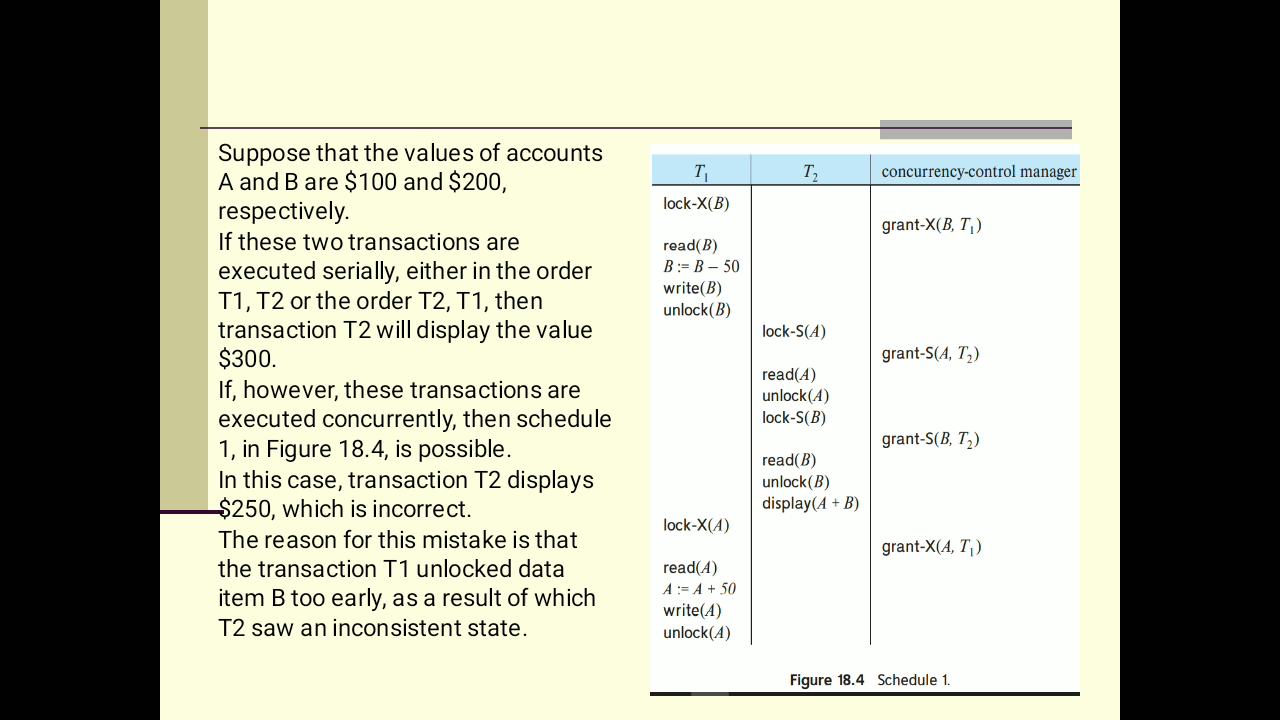 Suppose that the values of accounts
A and B are $100 and $200,
respectively.
If these two transactions are
executed serially, either in the order
T1, T2 or the order T2, T1, then
transaction T2 will display the value
$300.
If, however, these transactions are
executed concurrently, then schedule
1, in Figure 18.4, is possible.
In this case, transaction T2 displays
$250, which is incorrect.
The reason for this mistake is that
the transaction T1 unlocked data
item B too early, as a result of which
T2 saw an inconsistent state.
T₁ T₂ concurrency-control manager
lock-X(B)
grant-X(B, T₁)
read(B)
B := B – 50
write(B)
unlock(B)
lock-S(A)
grant-S(A, T₂)
read(A)
unlock(A)
lock-S(B)
grant-S(B, T₂)
read(B)
unlock(B)
display(A + B)
lock-X(A)
grant-X(A, T₁)
read(A)
A := A + 50
write(A)
unlock(A)
Figure 18.4 Schedule 1.